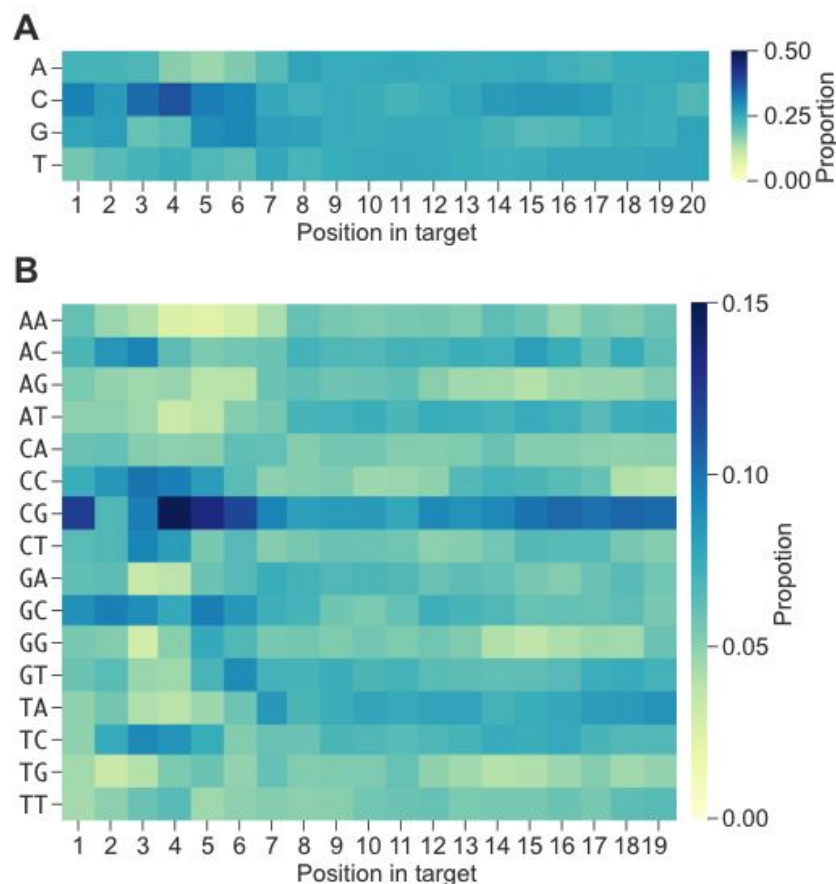 A
A
C
G
T
1 2 3 4 5 6 7 8 9 10 11 12 13 14 15 16 17 18 19 20
Position in target
0.50
0.25
0.00
Proportion
B
AA
AC
AG
AT
CA
CC
CG
CT
GA
GC
GG
GT
TA
TC
TG
TT
1 2 3 4 5 6 7 8 9 10 11 12 13 14 15 16 17 18 19
Position in target
0.15
0.10
0.05
0.00
Propotion